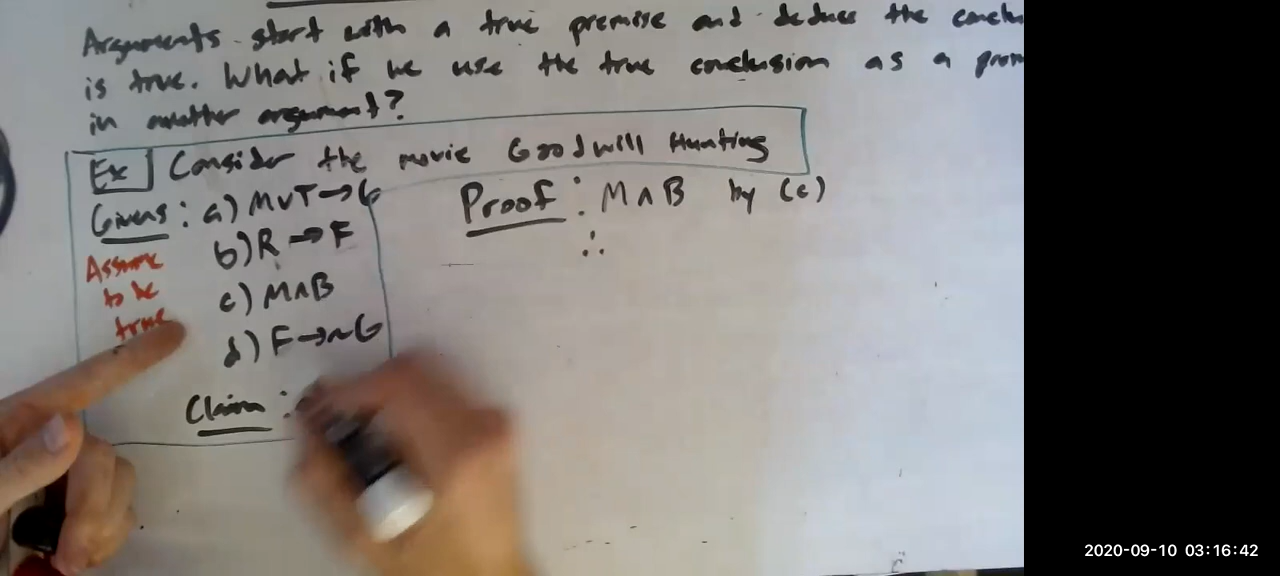 Arguments start with a true premise and deduce the conclu
is true. What if we use the true conclusion as a prem
in another argument?
Ex Consider the movie Goodwill Hunting
Givens: a) M∨T→G
Assume to be true
b) R→F
c) M∧B
d) F→~G
Claim:
Proof: M∧B by (c)
∴
2020-09-10 03:16:42